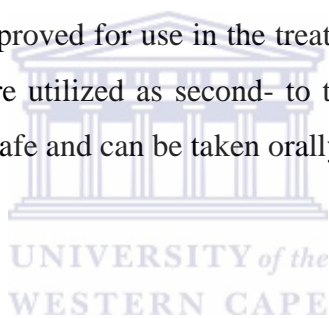 proved for use in the treat
re utilized as second- to t
afe and can be taken orally
UNIVERSITY of the
WESTERN CAPE